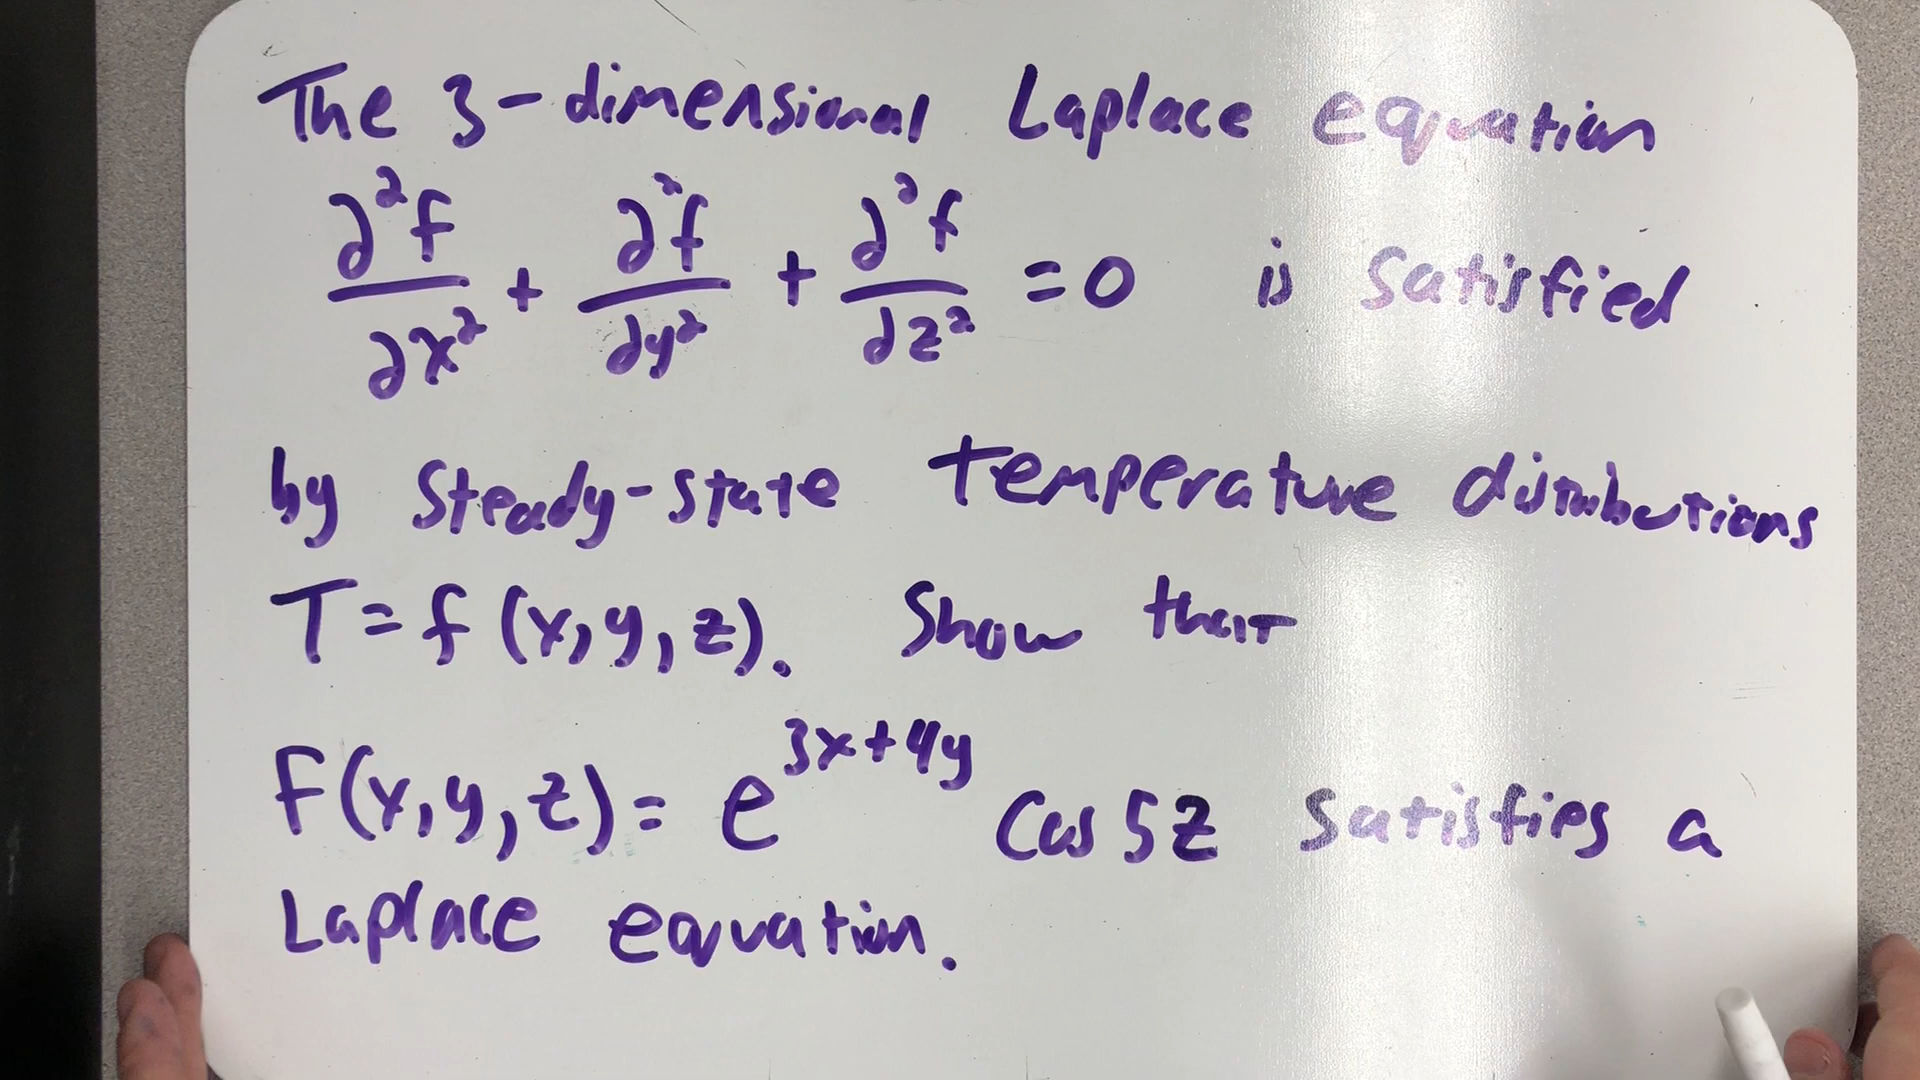 The 3-dimensional Laplace equation
∂²f/∂x² + ∂²f/∂y² + ∂²f/∂z² = 0 is satisfied
by steady-state temperature distributions
T = f(x,y,z). Show that
F(x,y,z) = e^{3x+4y} cos 5z satisfies a
Laplace equation.